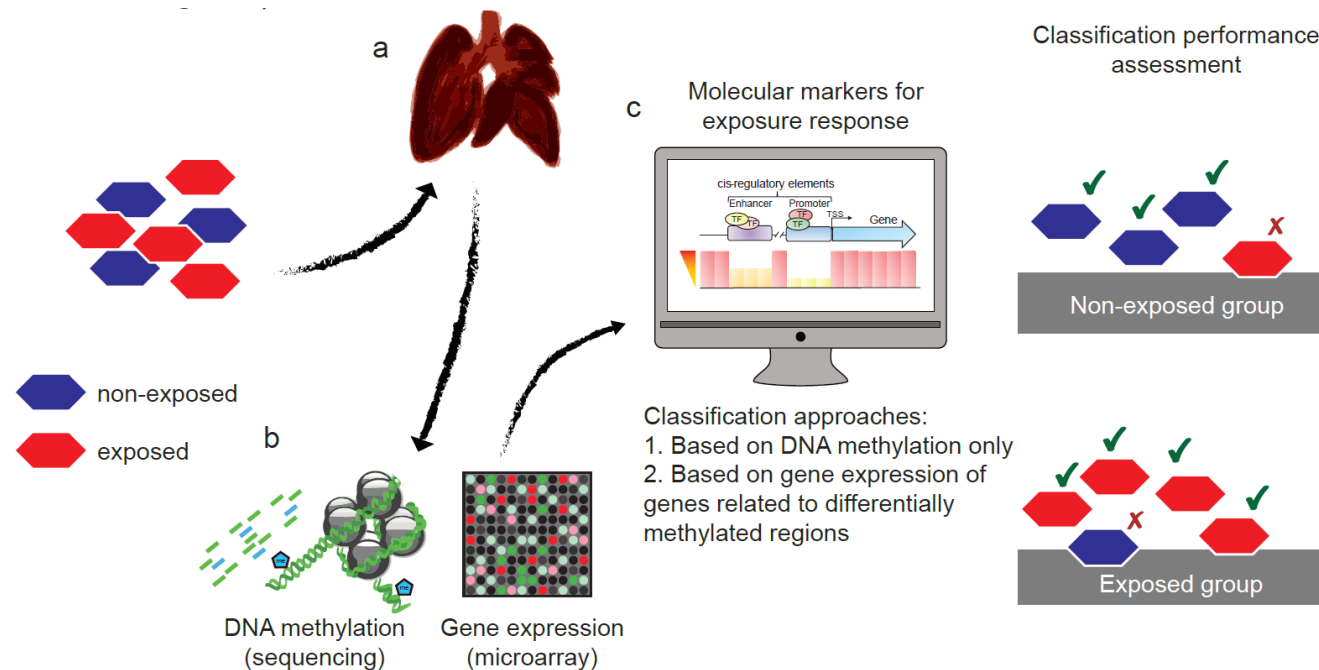 a
non-exposed
exposed
b
DNA methylation
(sequencing)
me
me
Gene expression
(microarray)
c
Molecular markers for
exposure response
cis-regulatory elements
Enhancer
Promoter
TSS
TF
TF
TF
TF
Gene
Classification approaches:
1. Based on DNA methylation only
2. Based on gene expression of
genes related to differentially
methylated regions
Classification performance
assessment
✓
✓
✓
✗
Non-exposed group
✓
✓
✓
✗
✓
Exposed group